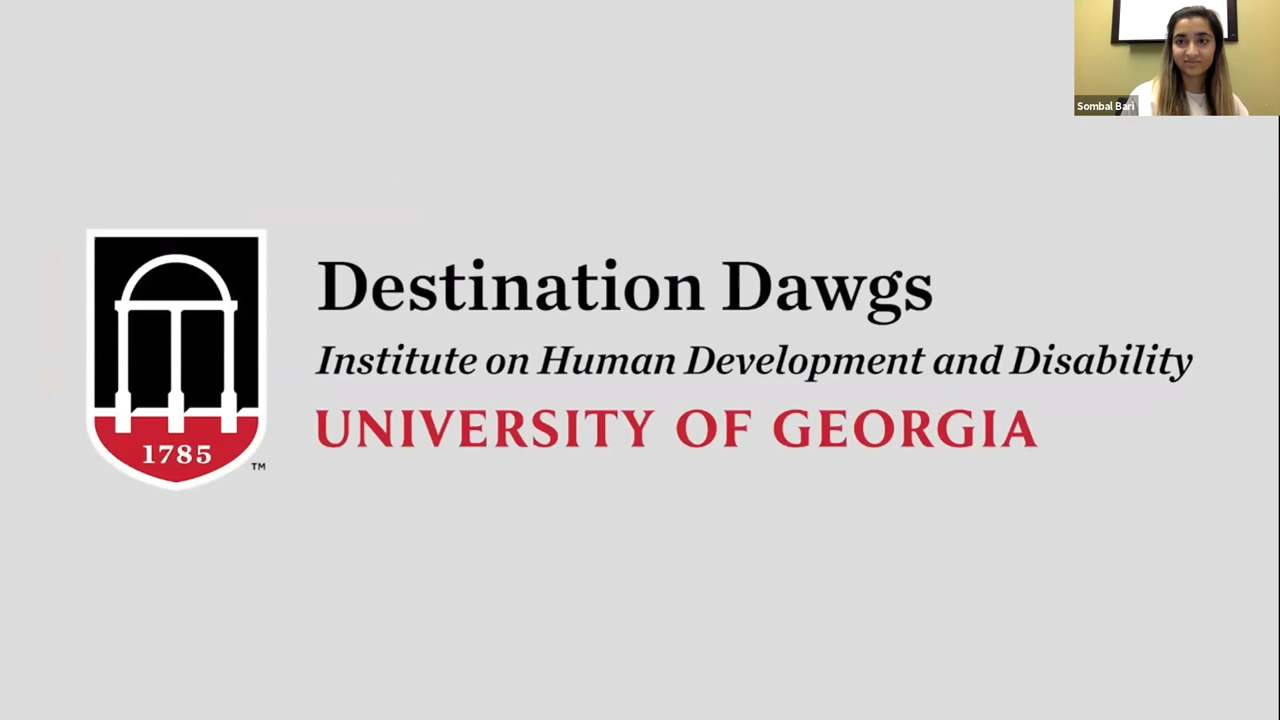 Sombal Bari
Destination Dawgs
Institute on Human Development and Disability
UNIVERSITY OF GEORGIA
1785
TM